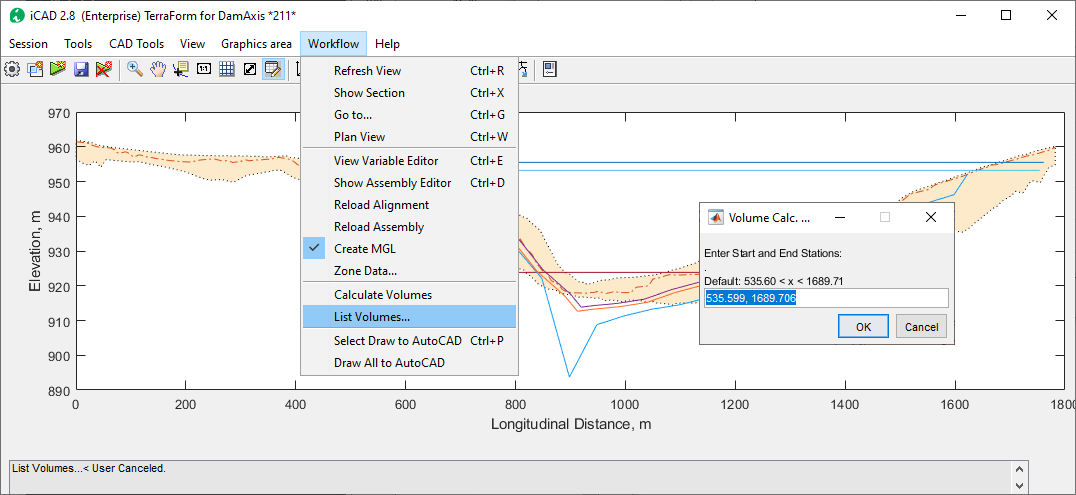 iCAD 2.8 (Enterprise) TerraForm for DamAxis *211*
Session Tools CAD Tools View Graphics area Workflow Help
1:1
Refresh View Ctrl+R
Show Section Ctrl+X
Go to... Ctrl+G
Plan View Ctrl+W
View Variable Editor Ctrl+E
Show Assembly Editor Ctrl+D
Reload Alignment
Reload Assembly
Create MGL
Zone Data...
Calculate Volumes
List Volumes...
Select Draw to AutoCAD Ctrl+P
Draw All to AutoCAD
970
960
950
940
930
920
910
900
890
Elevation, m
0 200 400 600 800 1000 1200 1400 1600 1800
Longitudinal Distance, m
Volume Calc. ...
Enter Start and End Stations:
.
Default: 535.60 < x < 1689.71
535.599, 1689.706
OK Cancel
List Volumes...< User Canceled.